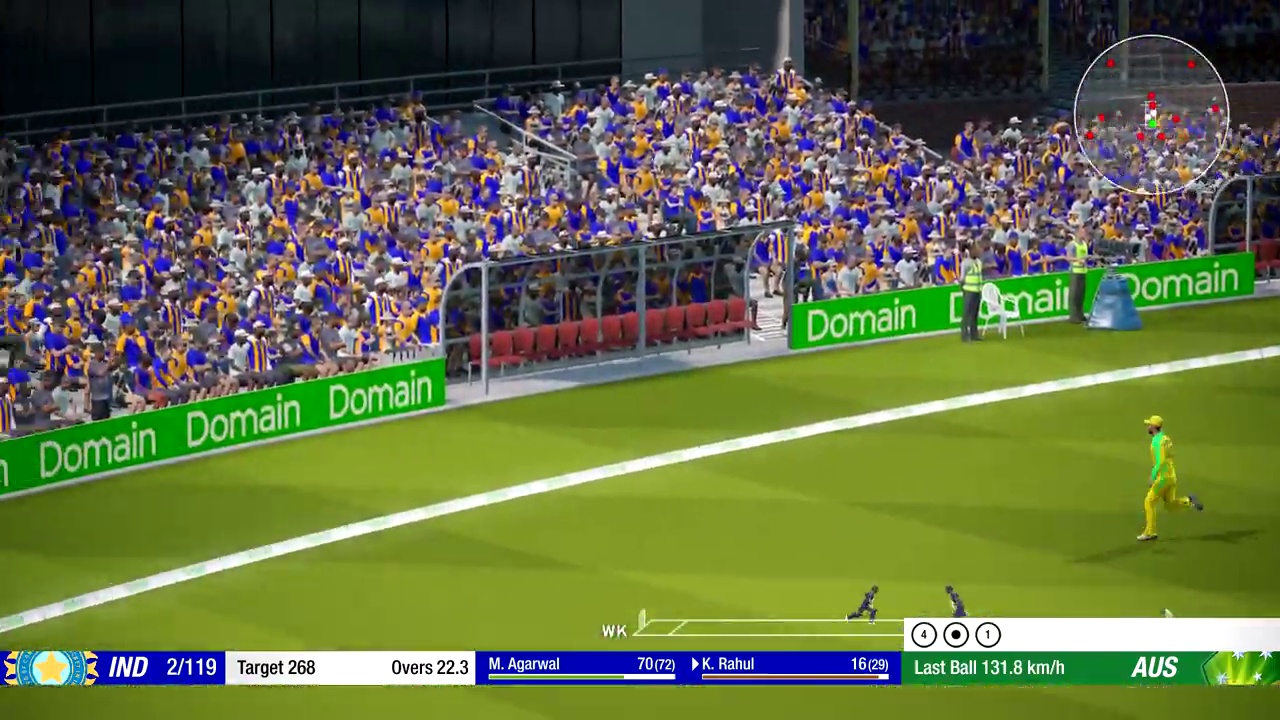 Domain
Domain Domain
Domain Domain Domain
WK
4 1
IND 2/119 Target 268 Overs 22.3 M. Agarwal 70(72) K. Rahul 16(29) Last Ball 131.8 km/h AUS